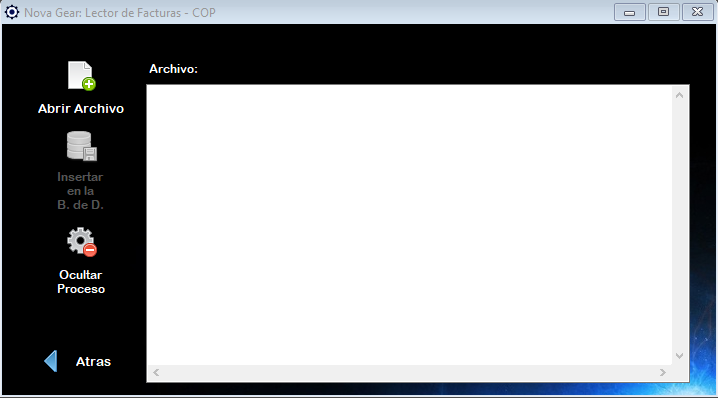 Nova Gear: Lector de Facturas - COP
Archivo:
Abrir Archivo
Insertar
en la
B. de D.
Ocultar
Proceso
Atras